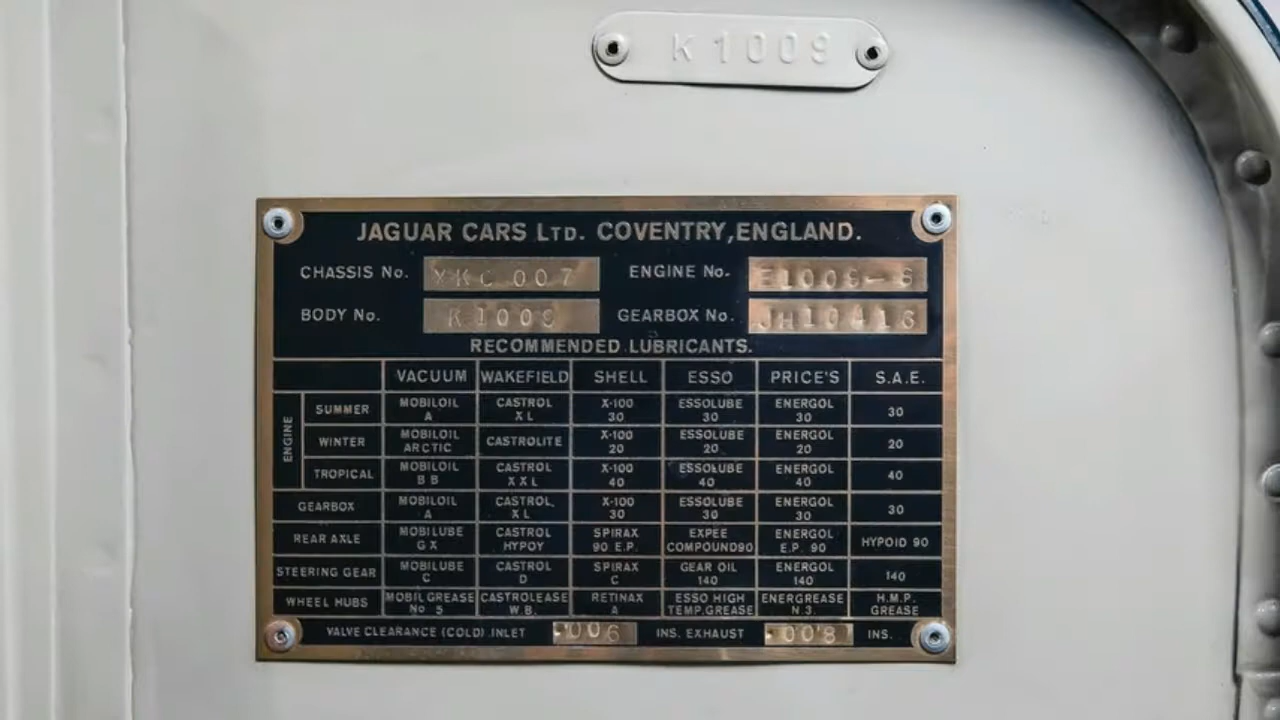 K1009
JAGUAR CARS LTD. COVENTRY, ENGLAND.
CHASSIS No. XKC 007 ENGINE No. E1009-8
BODY No. K1009 GEARBOX No.
RECOMMENDED LUBRICANTS.
VACUUM WAKEFIELD SHELL ESSO PRICE'S S.A.E.
ENGINE
SUMMER MOBILOIL A CASTROL XL X-100 30 ESSOLUBE 30 ENERGOL 30 30
WINTER MOBILOIL ARCTIC CASTROLITE X-100 20 ESSOLUBE 20 ENERGOL 20 20
TROPICAL MOBILOIL BB CASTROL XXL X-100 40 ESSOLUBE 40 ENERGOL 40 40
GEARBOX MOBILOIL A CASTROL XL X-100 30 ESSOLUBE 30 ENERGOL 30 30
REAR AXLE MOBILUBE GX CASTROL HYPOY SPIRAX 90 E.P. EXPEE COMPOUND90 ENERGOL E.P. 90 HYPOID 90
STEERING GEAR MOBILUBE C CASTROL D SPIRAX C GEAR OIL 140 ENERGOL 140 140
WHEEL HUBS MOBIL GREASE No 5 CASTROLEASE W.B. RETINAX A ESSO HIGH TEMP.GREASE ENERGREASE N.3. H.M.P. GREASE
VALVE CLEARANCE (COLD) INLET .006 INS. EXHAUST .008 INS.